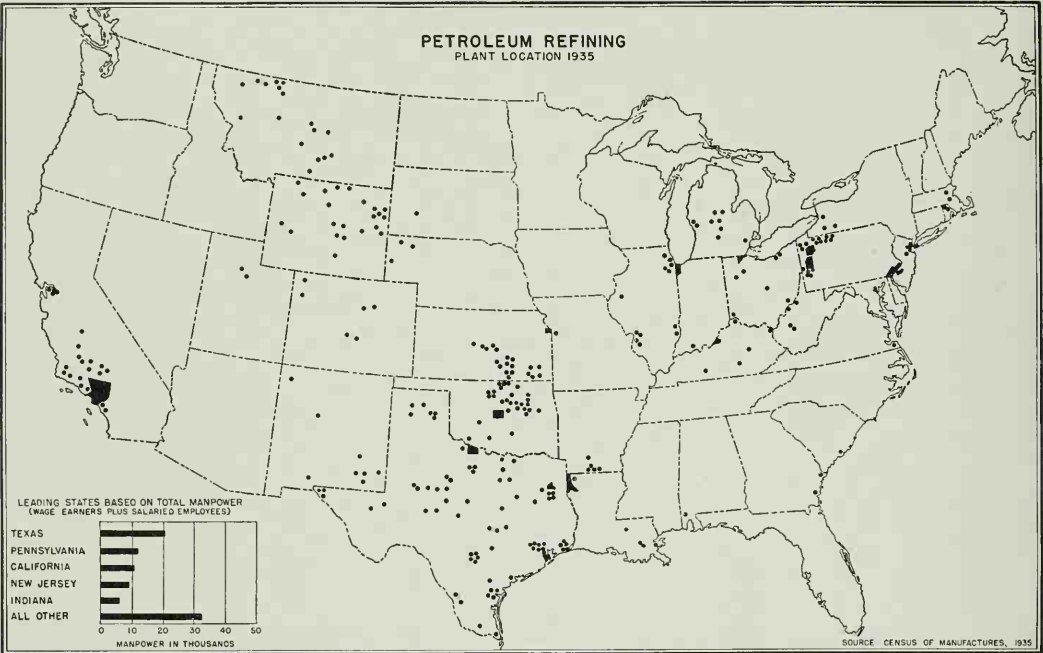 PETROLEUM REFINING
PLANT LOCATION 1935
LEADING STATES BASED ON TOTAL MANPOWER
(WAGE EARNERS PLUS SALARIED EMPLOYEES)
TEXAS
PENNSYLVANIA
CALIFORNIA
NEW JERSEY
INDIANA
ALL OTHER
0 10 20 30 40 50
MANPOWER IN THOUSANDS
SOURCE CENSUS OF MANUFACTURES, 1935